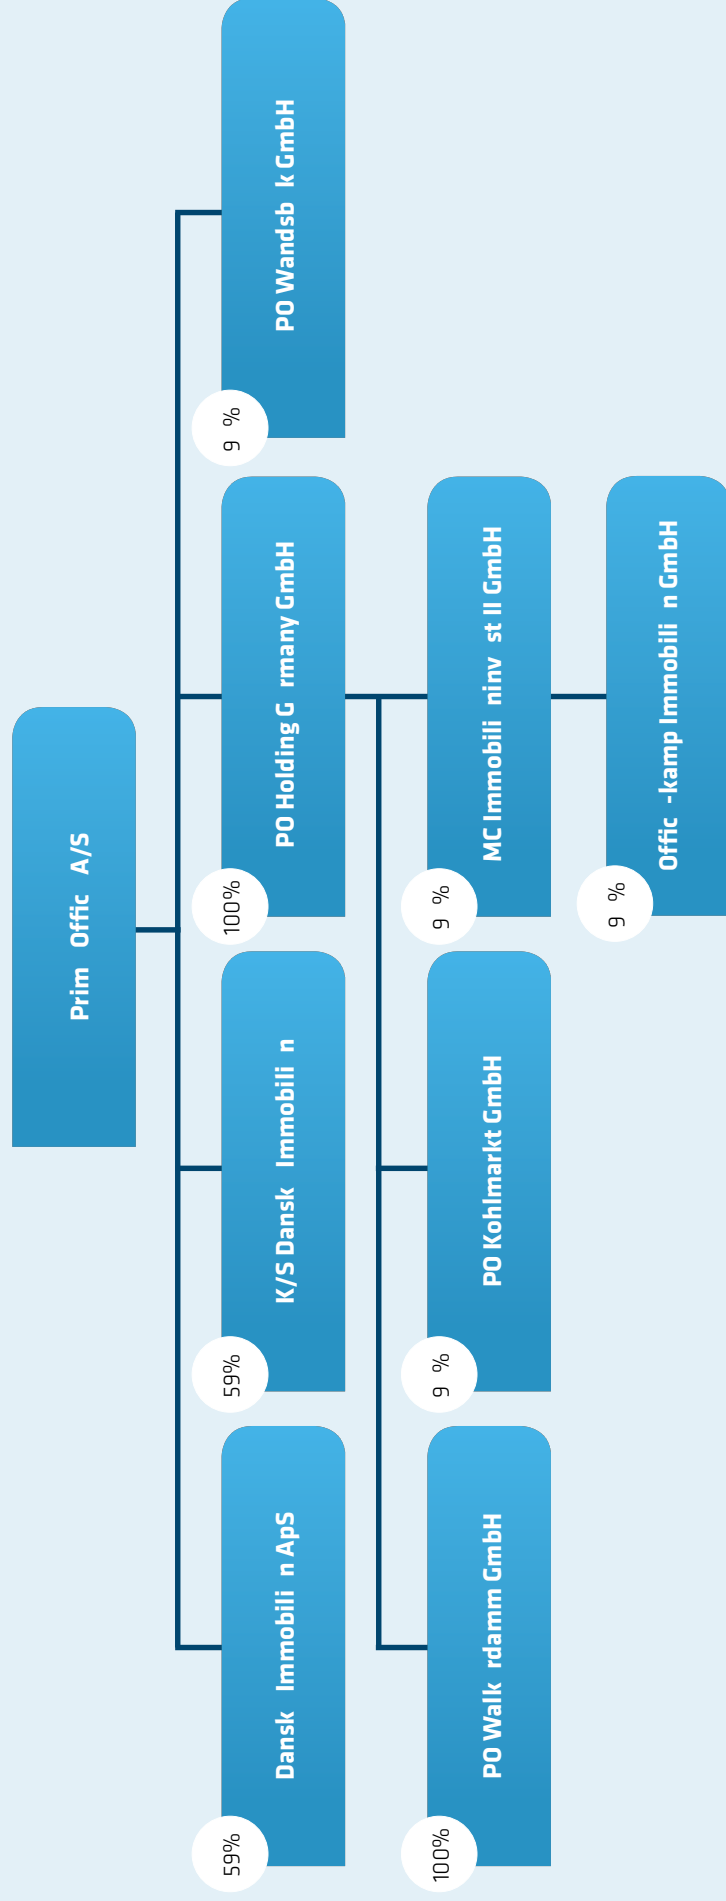 Prim Offic A/S
59%
Dansk Immobili n ApS
59%
K/S Dansk Immobili n
100%
PO Holding G rmany GmbH
9 %
PO Wandsb k GmbH
100%
PO Walk rdamm GmbH
9 %
PO Kohlmarkt GmbH
9 %
MC Immobili ninv st II GmbH
9 %
Offic -kamp Immobili n GmbH